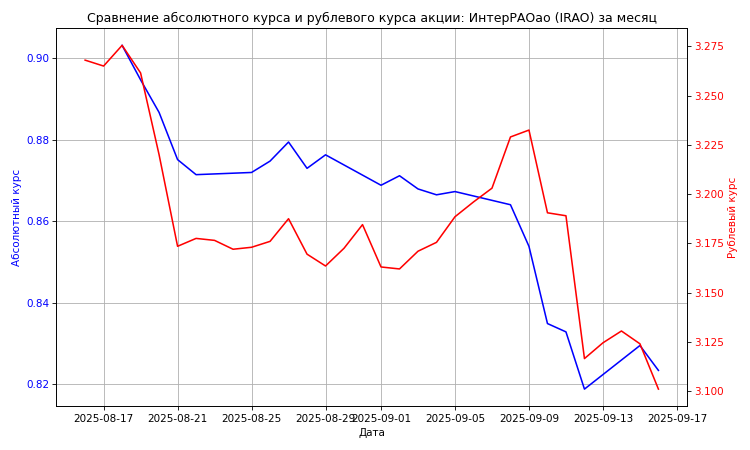 Сравнение абсолютного курса и рублевого курса акции: ИнтерРАОао (IRAO) за месяц
0.90
0.88
0.86
0.84
0.82
Абсолютный курс
3.275
3.250
3.225
3.200
3.175
3.150
3.125
3.100
Рублевый курс
2025-08-17 2025-08-21 2025-08-25 2025-08-29 2025-09-01 2025-09-05 2025-09-09 2025-09-13 2025-09-17
Дата